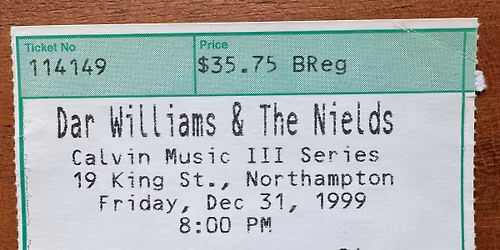 Ticket No Price
114149 $35.75 BReg
Dar Williams & The Nields
Calvin Music III Series
19 King St., Northampton
Friday, Dec 31, 1999
8:00 PM